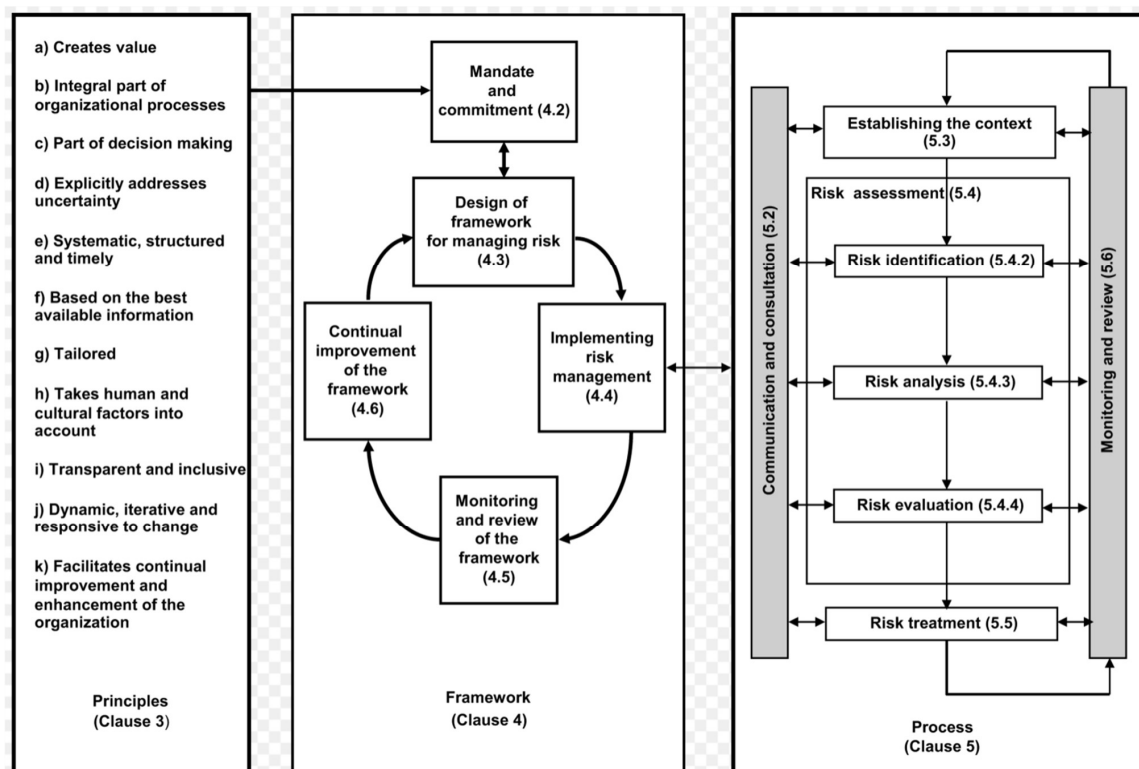 a) Creates value
b) Integral part of
organizational processes
c) Part of decision making
d) Explicitly addresses
uncertainty
e) Systematic, structured
and timely
f) Based on the best
available information
g) Tailored
h) Takes human and
cultural factors into
account
i) Transparent and inclusive
j) Dynamic, iterative and
responsive to change
k) Facilitates continual
improvement and
enhancement of the
organization
Principles
(Clause 3)
Mandate
and
commitment (4.2)
Design of
framework
for managing risk
(4.3)
Continual
improvement
of the
framework
(4.6)
Implementing
risk
management
(4.4)
Monitoring
and review
of the
framework
(4.5)
Framework
(Clause 4)
Communication and consultation (5.2)
Establishing the context
(5.3)
Risk assessment (5.4)
Risk identification (5.4.2)
Risk analysis (5.4.3)
Risk evaluation (5.4.4)
Risk treatment (5.5)
Monitoring and review (5.6)
Process
(Clause 5)